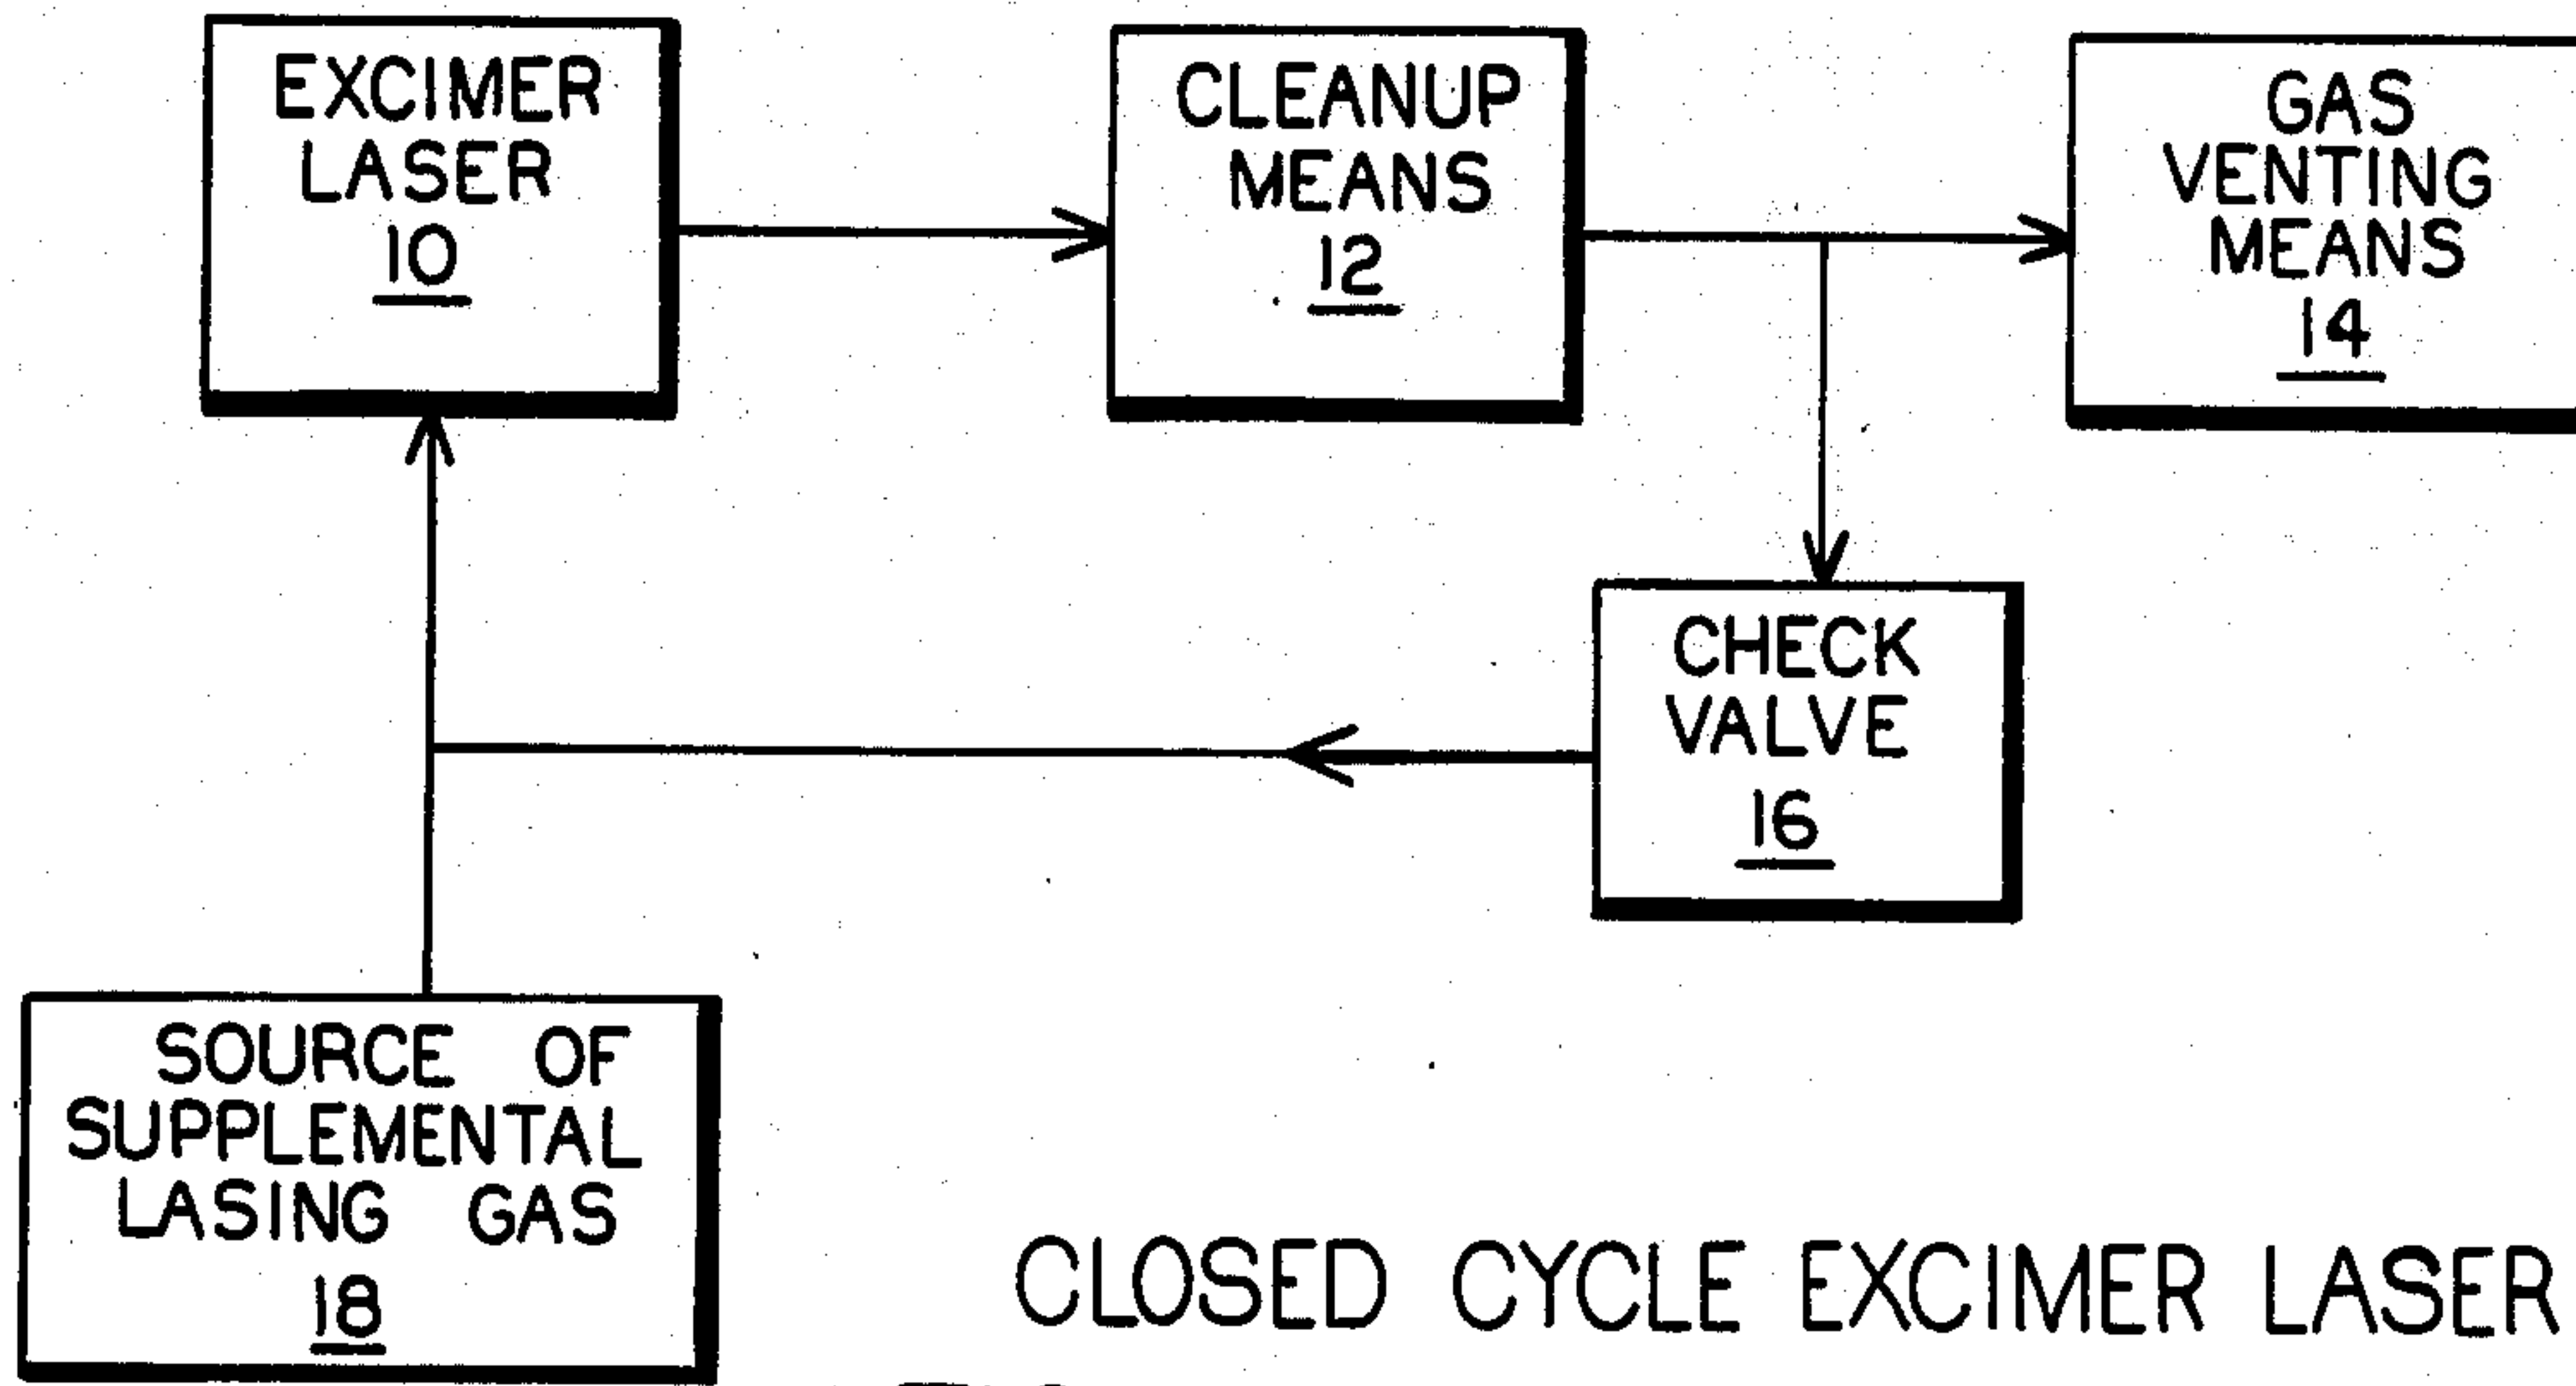 EXCIMER
LASER
10
CLEANUP
MEANS
12
GAS
VENTING
MEANS
14
CHECK
VALVE
16
SOURCE OF
SUPPLEMENTAL
LASING GAS
18
CLOSED CYCLE EXCIMER LASER